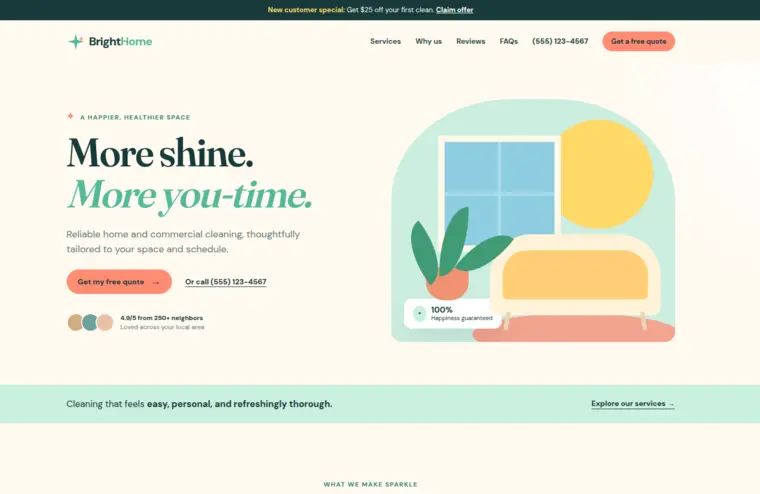 New customer special: Get $25 off your first clean. Claim offer
BrightHome
Services Why us Reviews FAQs (555) 123-4567 Get a free quote
A HAPPIER, HEALTHIER SPACE
More shine.
More you-time.
Reliable home and commercial cleaning, thoughtfully
tailored to your space and schedule.
Get my free quote → Or call (555) 123-4567
4.9/5 from 250+ neighbors
Loved across your local area
100%
Happiness guaranteed
Cleaning that feels easy, personal, and refreshingly thorough.
Explore our services →
WHAT WE MAKE SPARKLE